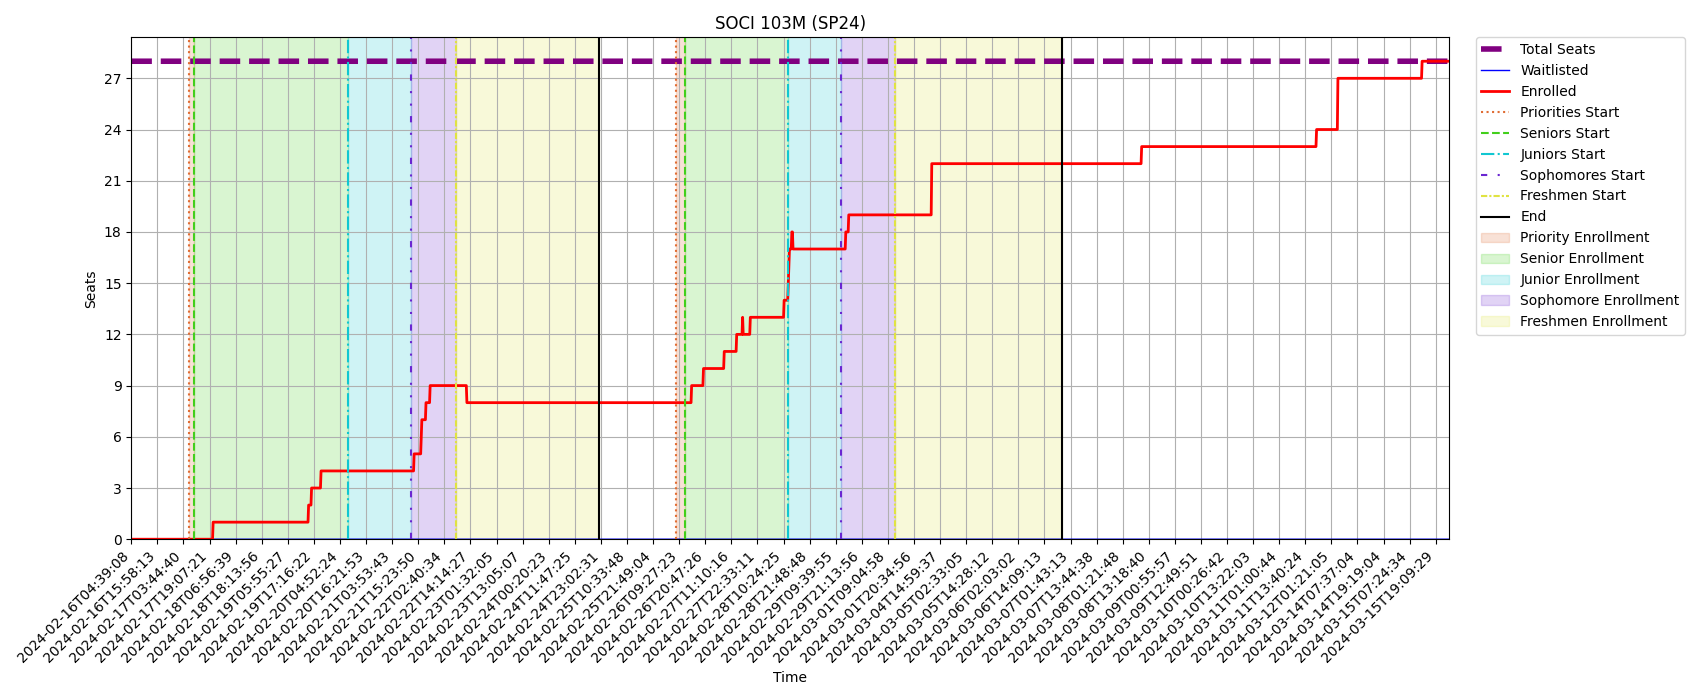 SOCI 103M (SP24)
Seats
27
24
21
18
15
12
9
6
3
0
2024-02-16T04:39:08
2024-02-16T15:58:13
2024-02-17T03:44:40
2024-02-17T19:07:21
2024-02-18T06:56:39
2024-02-18T18:13:56
2024-02-19T05:55:27
2024-02-19T17:16:22
2024-02-20T04:52:24
2024-02-20T16:21:53
2024-02-21T03:53:43
2024-02-21T15:23:50
2024-02-22T02:40:34
2024-02-22T14:14:27
2024-02-23T01:32:05
2024-02-23T13:05:07
2024-02-24T00:20:23
2024-02-24T11:47:25
2024-02-24T23:02:31
2024-02-25T10:33:48
2024-02-25T21:49:04
2024-02-26T09:27:23
2024-02-26T20:47:26
2024-02-27T11:10:16
2024-02-27T22:33:11
2024-02-28T10:24:25
2024-02-28T21:48:48
2024-02-29T09:39:55
2024-02-29T21:13:56
2024-03-01T09:04:58
2024-03-01T20:34:56
2024-03-04T14:59:37
2024-03-05T02:33:05
2024-03-05T14:28:12
2024-03-06T02:03:02
2024-03-06T14:09:13
2024-03-07T01:43:13
2024-03-07T13:44:38
2024-03-08T01:21:48
2024-03-08T13:18:40
2024-03-09T00:55:57
2024-03-09T12:49:51
2024-03-10T00:26:42
2024-03-10T13:22:03
2024-03-11T01:00:44
2024-03-11T13:40:24
2024-03-12T01:21:05
2024-03-14T07:37:04
2024-03-14T19:19:04
2024-03-15T07:24:34
2024-03-15T19:09:29
Time
Total Seats
Waitlisted
Enrolled
Priorities Start
Seniors Start
Juniors Start
Sophomores Start
Freshmen Start
End
Priority Enrollment
Senior Enrollment
Junior Enrollment
Sophomore Enrollment
Freshmen Enrollment